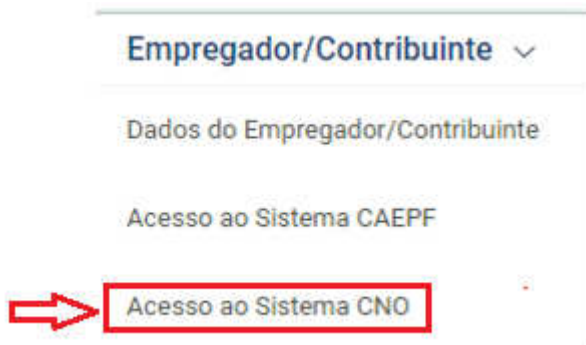 Empregador/Contribuinte
Dados do Empregador/Contribuinte
Acesso ao Sistema CAEPF
Acesso ao Sistema CNO